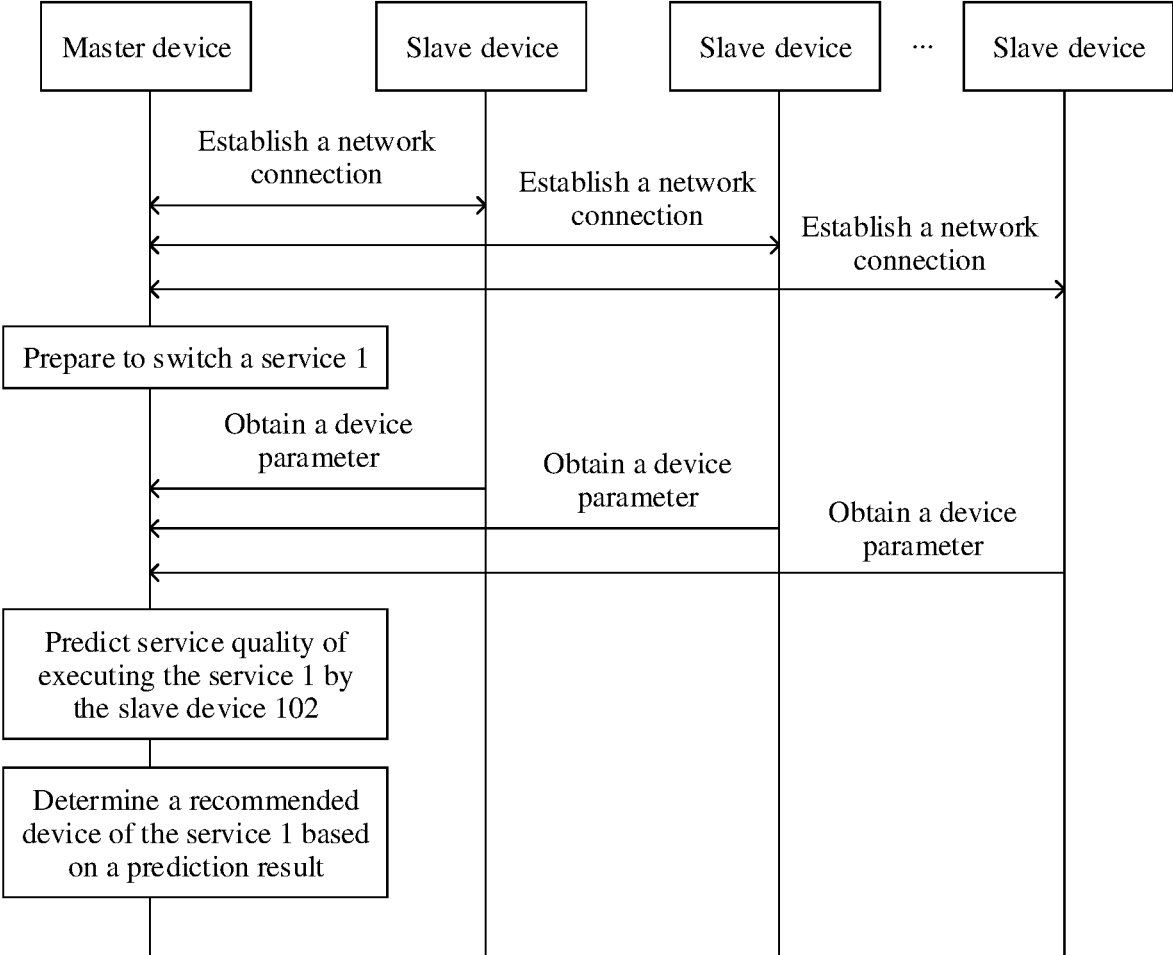 Master device
Slave device
Slave device
...
Slave device
Establish a network
connection
Establish a network
connection
Establish a network
connection
Prepare to switch a service 1
Obtain a device
parameter
Obtain a device
parameter
Obtain a device
parameter
Predict service quality of
executing the service 1 by
the slave device 102
Determine a recommended
device of the service 1 based
on a prediction result